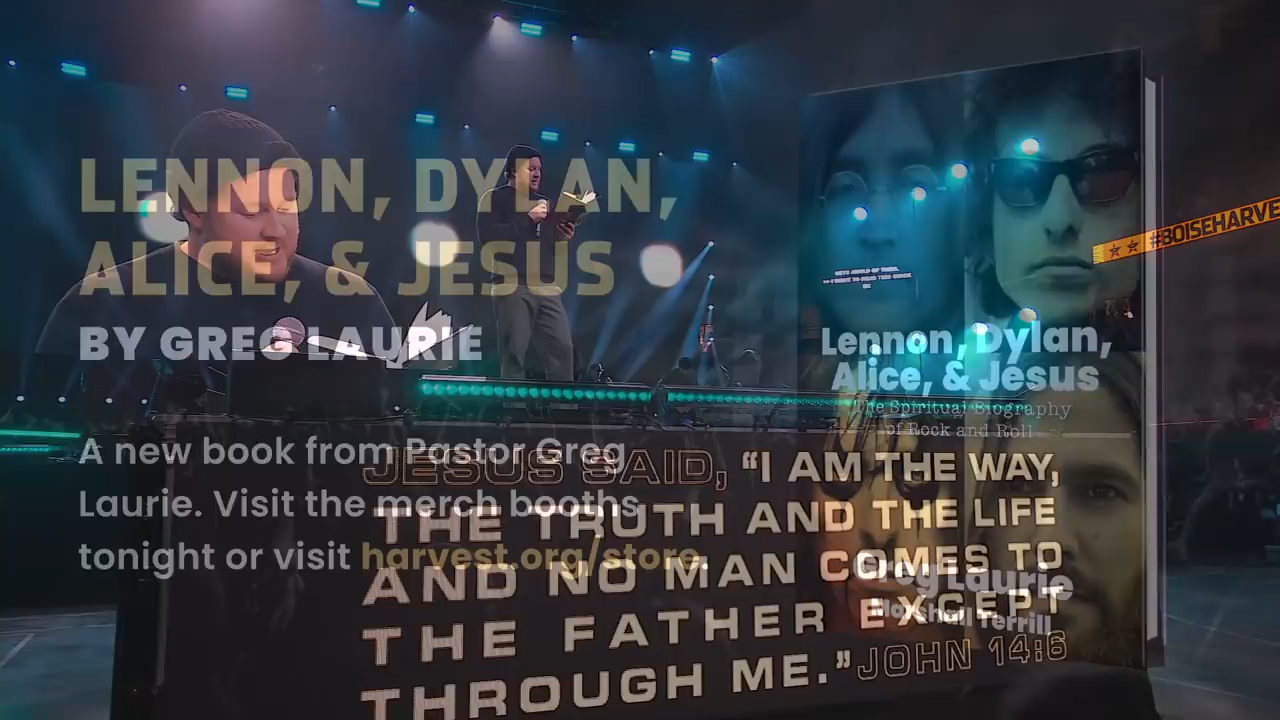 LENNON, DYLAN,
ALICE, & JESUS
BY GREG LAURIE
A new book from Pastor Greg
Laurie. Visit the merch booths
tonight or visit harvest.org/store.
#BOISEHARVE
Lennon, Dylan,
Alice, & Jesus
The Spiritual Biography
of Rock and Roll
Greg Laurie
Marshall Terrill
JESUS SAID, “I AM THE WAY,
THE TRUTH AND THE LIFE
AND NO MAN COMES TO
THE FATHER EXCEPT
THROUGH ME.” JOHN 14:6